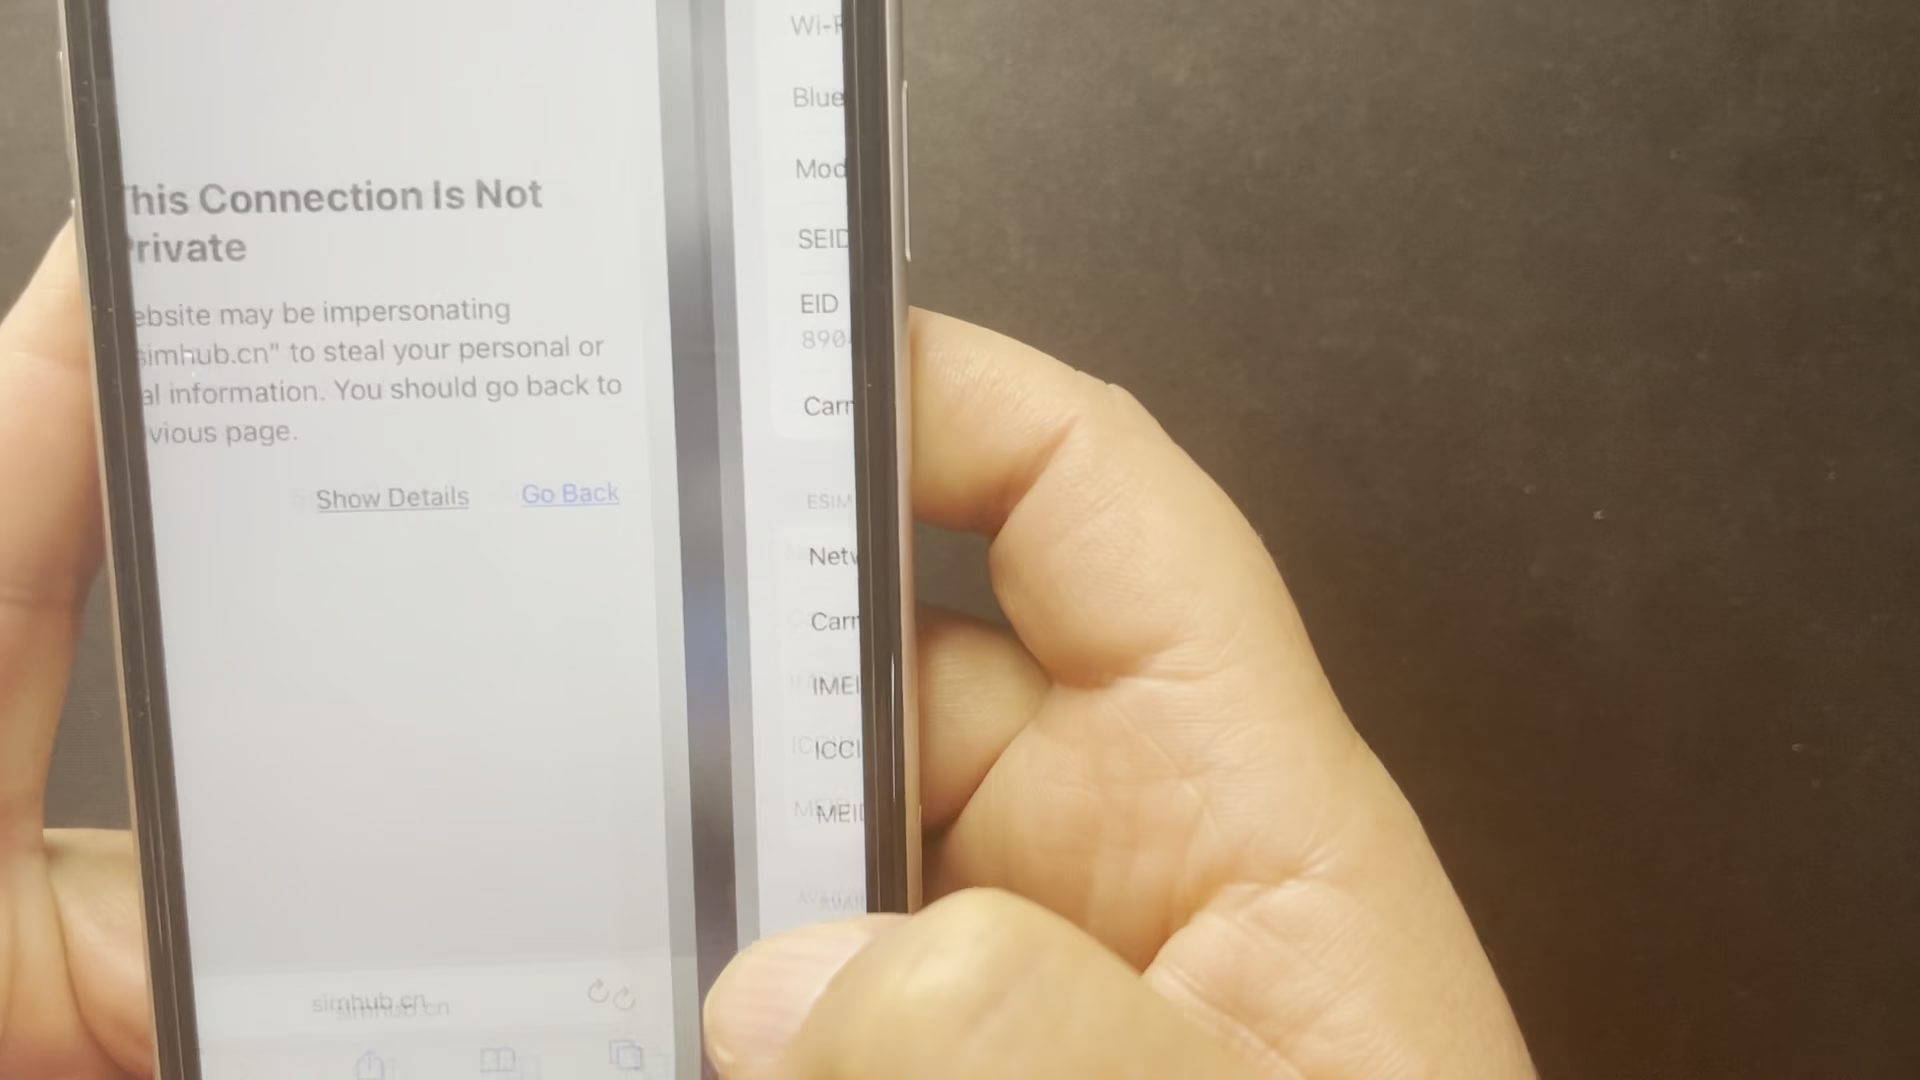 This Connection Is Not
Private
ebsite may be impersonating
simhub.cn" to steal your personal or
al information. You should go back to
vious page.
Show Details
Go Back
simhub.cn
Wi-F
Blue
Mod
SEID
EID
890
Carr
ESIM
Netw
Carr
IMEI
ICCI
MEID
AVAI